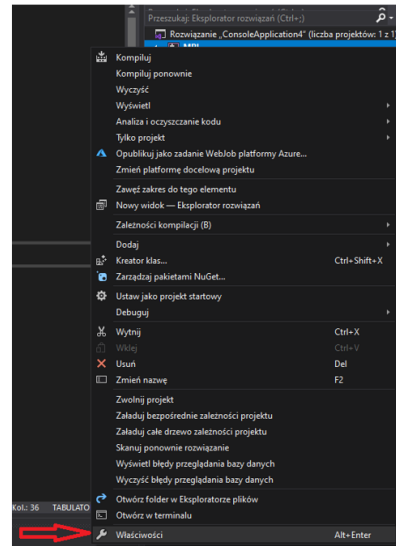 Przeszukaj: Eksplorator rozwiązań (Ctrl+;)
Rozwiązanie „ConsoleApplication4" (liczba projektów: 1 z 1)
MPI
Kompiluj
Kompiluj ponownie
Wyczyść
Wyświetl
Analiza i oczyszczanie kodu
Tylko projekt
Opublikuj jako zadanie WebJob platformy Azure...
Zmień platformę docelową projektu
Zawęź zakres do tego elementu
Nowy widok — Eksplorator rozwiązań
Zależności kompilacji (B)
Dodaj
Kreator klas... Ctrl+Shift+X
Zarządzaj pakietami NuGet...
Ustaw jako projekt startowy
Debuguj
Wytnij Ctrl+X
Wklej Ctrl+V
Usuń Del
Zmień nazwę F2
Zwolnij projekt
Załaduj bezpośrednie zależności projektu
Załaduj całe drzewo zależności projektu
Skanuj ponownie rozwiązanie
Wyświetl błędy przeglądania bazy danych
Wyczyść błędy przeglądania bazy danych
Otwórz folder w Eksploratorze plików
Kol.: 36 TABULATO
Otwórz w terminalu
Właściwości Alt+Enter